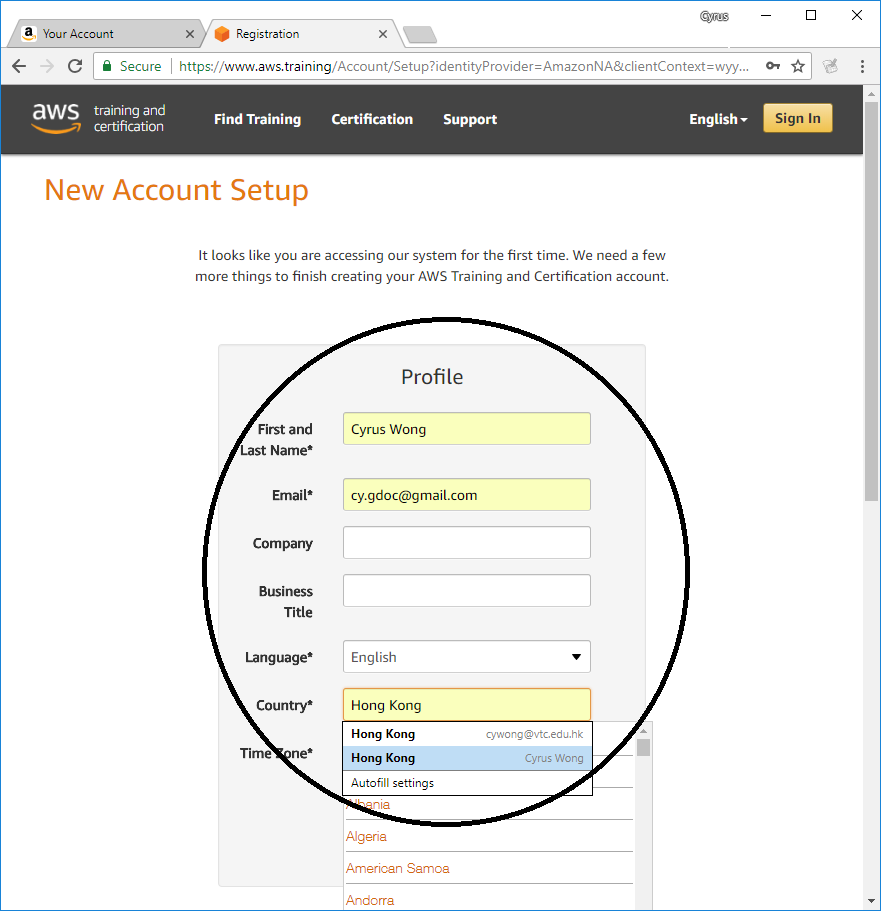 Cyrus
Your Account
Registration
Secure
https://www.aws.training/Account/Setup?identityProvider=AmazonNA&clientContext=wyy...
aws
training and
certification
Find Training
Certification
Support
English
Sign In
New Account Setup
It looks like you are accessing our system for the first time. We need a few
more things to finish creating your AWS Training and Certification account.
Profile
First and
Last Name*
Cyrus Wong
Email*
cy.gdoc@gmail.com
Company
Business
Title
Language*
English
Country*
Hong Kong
Hong Kong cywong@vtc.edu.hk
Time Zone*
Hong Kong Cyrus Wong
Autofill settings
Albania
Algeria
American Samoa
Andorra